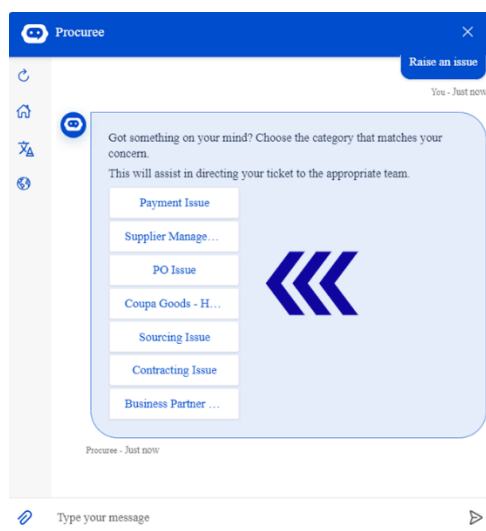 Procuree
Raise an issue
You - Just now
Got something on your mind? Choose the category that matches your
concern.
This will assist in directing your ticket to the appropriate team.
Payment Issue
Supplier Manage...
PO Issue
Coupa Goods - H...
Sourcing Issue
Contracting Issue
Business Partner ...
Procuree - Just now
Type your message